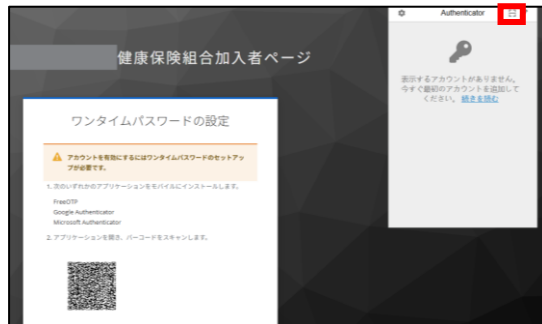 健康保険組合加入者ページ
ワンタイムパスワードの設定
アカウントを有効にするにはワンタイムパスワードのセットアッ
プが必要です。
1. 次のいずれかのアプリケーションをモバイルにインストールします。
FreeOTP
Google Authenticator
Microsoft Authenticator
2. アプリケーションを開き、バーコードをスキャンします。
Authenticator
表示するアカウントがありません。
今すぐ最初のアカウントを追加して
ください。 続きを読む